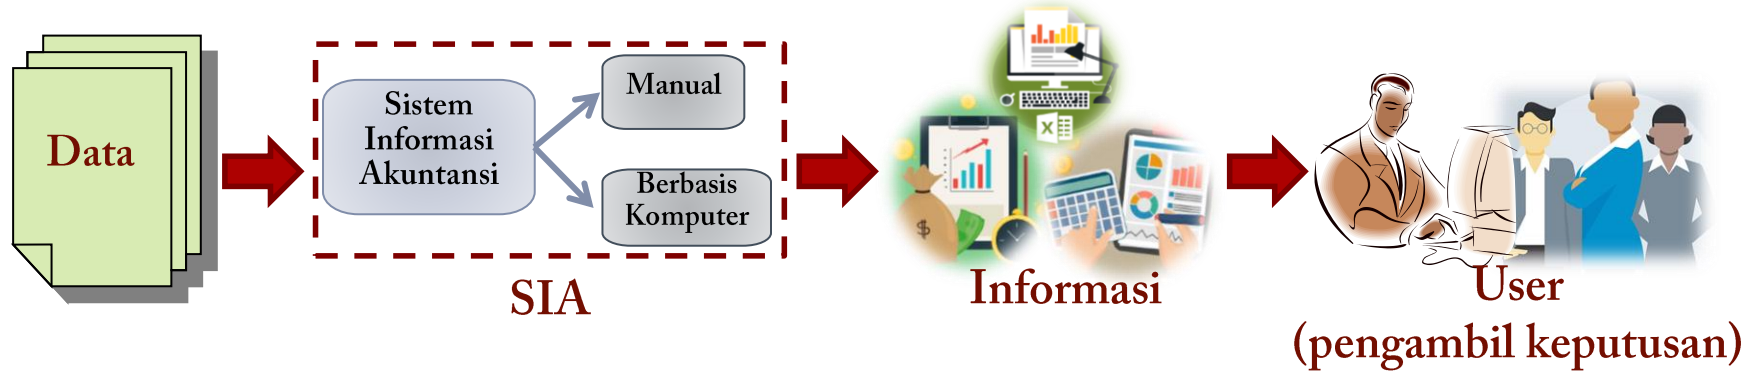 Data
Sistem
Informasi
Akuntansi
Manual
Berbasis
Komputer
SIA
$
X
Informasi
User
(pengambil keputusan)